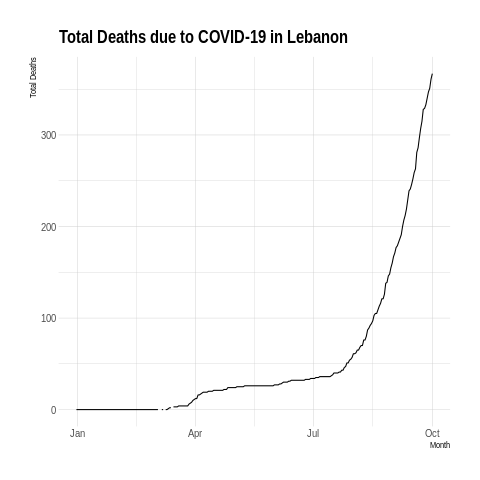 Total Deaths due to COVID-19 in Lebanon
Total Deaths
300
200
100
0
Jan Apr Jul Oct
Month